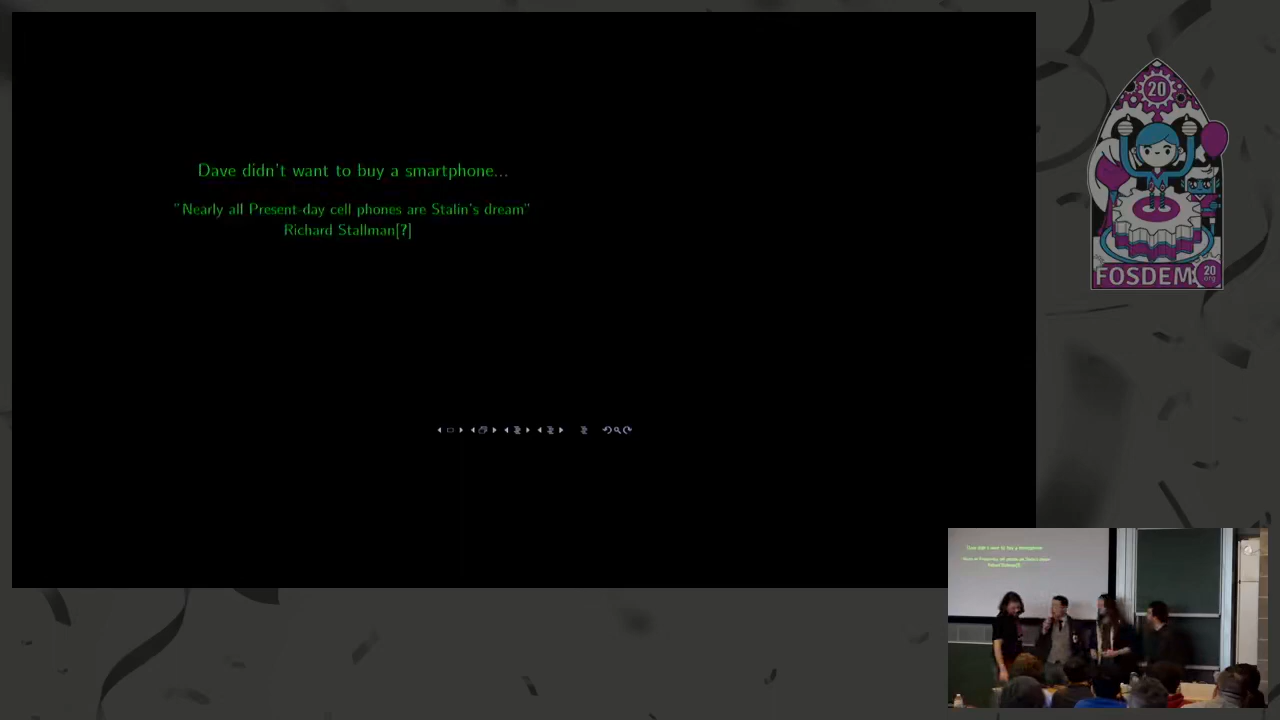 Dave didn't want to buy a smartphone...
"Nearly all Present-day cell phones are Stalin's dream"
Richard Stallman[?]
20
FOSDEM
20
.org